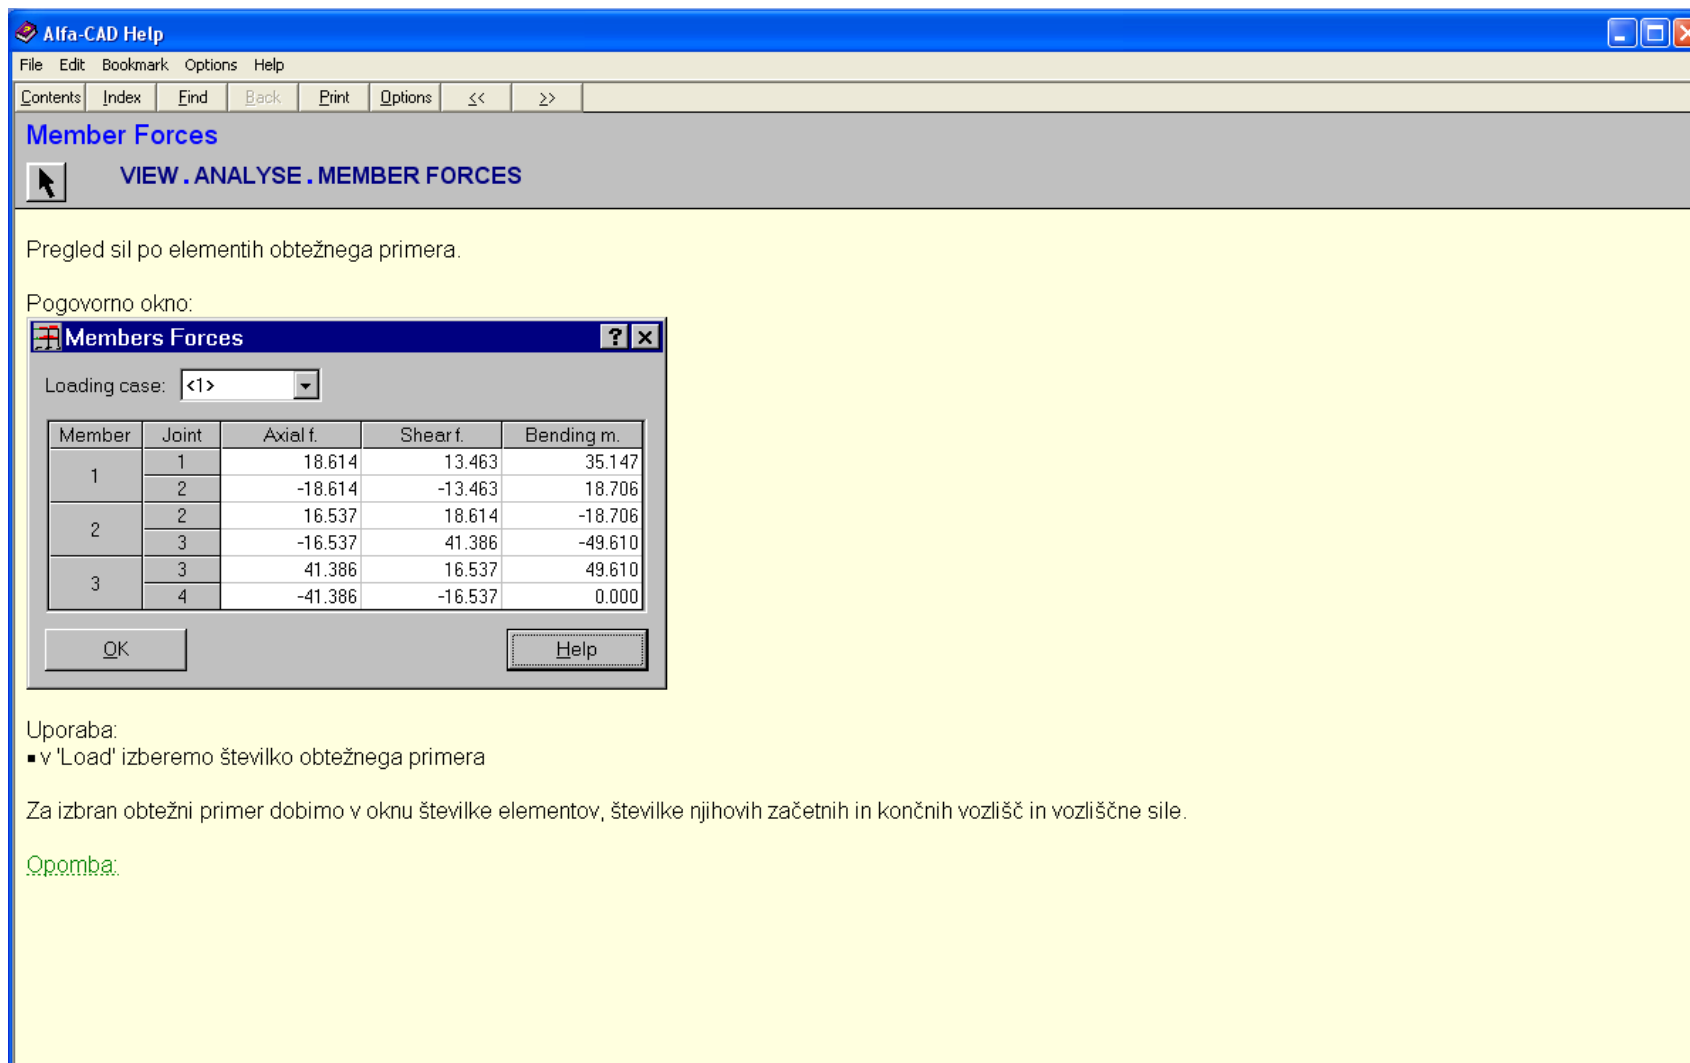 Alfa-CAD Help
File Edit Bookmark Options Help
Contents Index Find Back Print Options << >>
Member Forces
VIEW . ANALYSE . MEMBER FORCES
Pregled sil po elementih obtežnega primera.
Pogovorno okno:
Members Forces
Loading case: <1>
Member Joint Axial f. Shear f. Bending m.
1 1 18.614 13.463 35.147
2 -18.614 -13.463 18.706
2 2 16.537 18.614 -18.706
3 -16.537 41.386 -49.610
3 3 41.386 16.537 49.610
4 -41.386 -16.537 0.000
OK Help
Uporaba:
▪ v 'Load' izberemo številko obtežnega primera
Za izbran obtežni primer dobimo v oknu številke elementov, številke njihovih začetnih in končnih vozlišč in vozliščne sile.
Opomba: